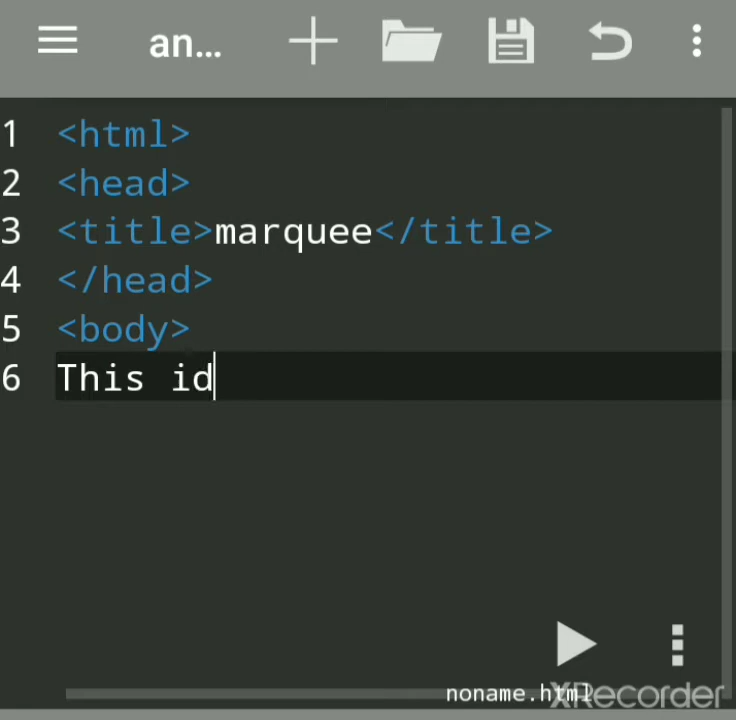 an...
1 <html>
2 <head>
3 <title>marquee</title>
4 </head>
5 <body>
6 This id
noname.html
XRecorder